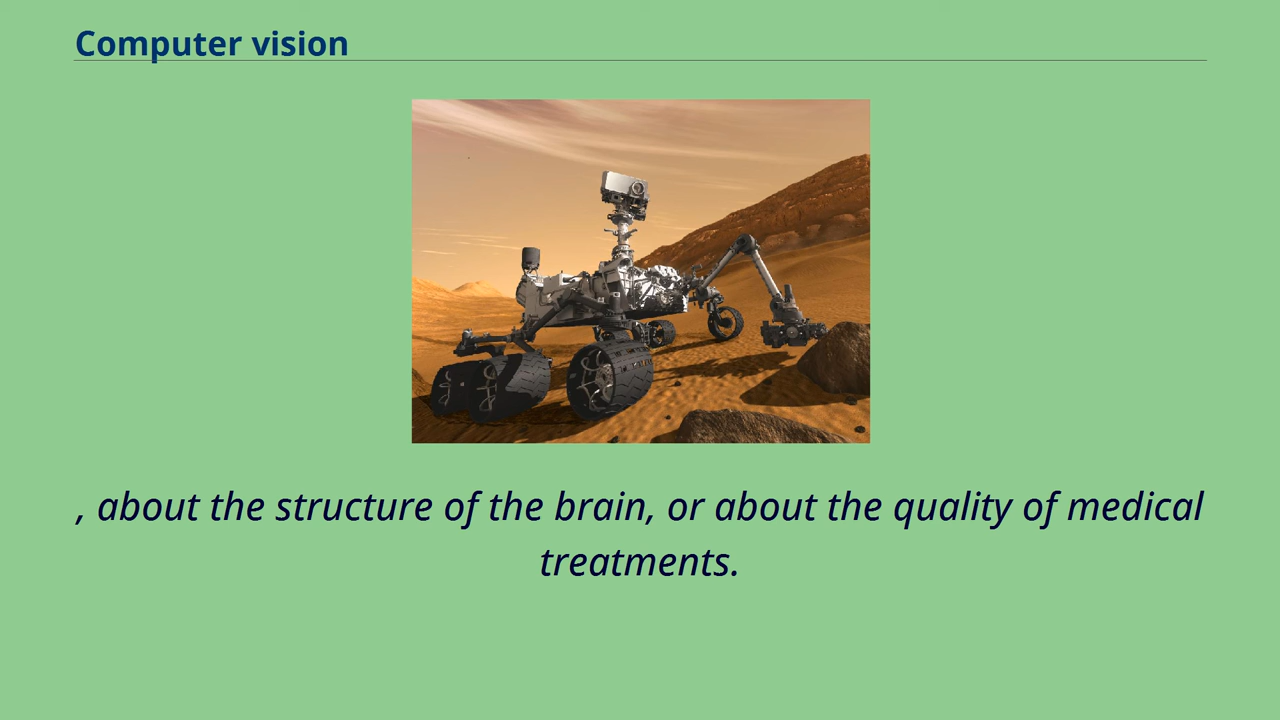 Computer vision
, about the structure of the brain, or about the quality of medical
treatments.